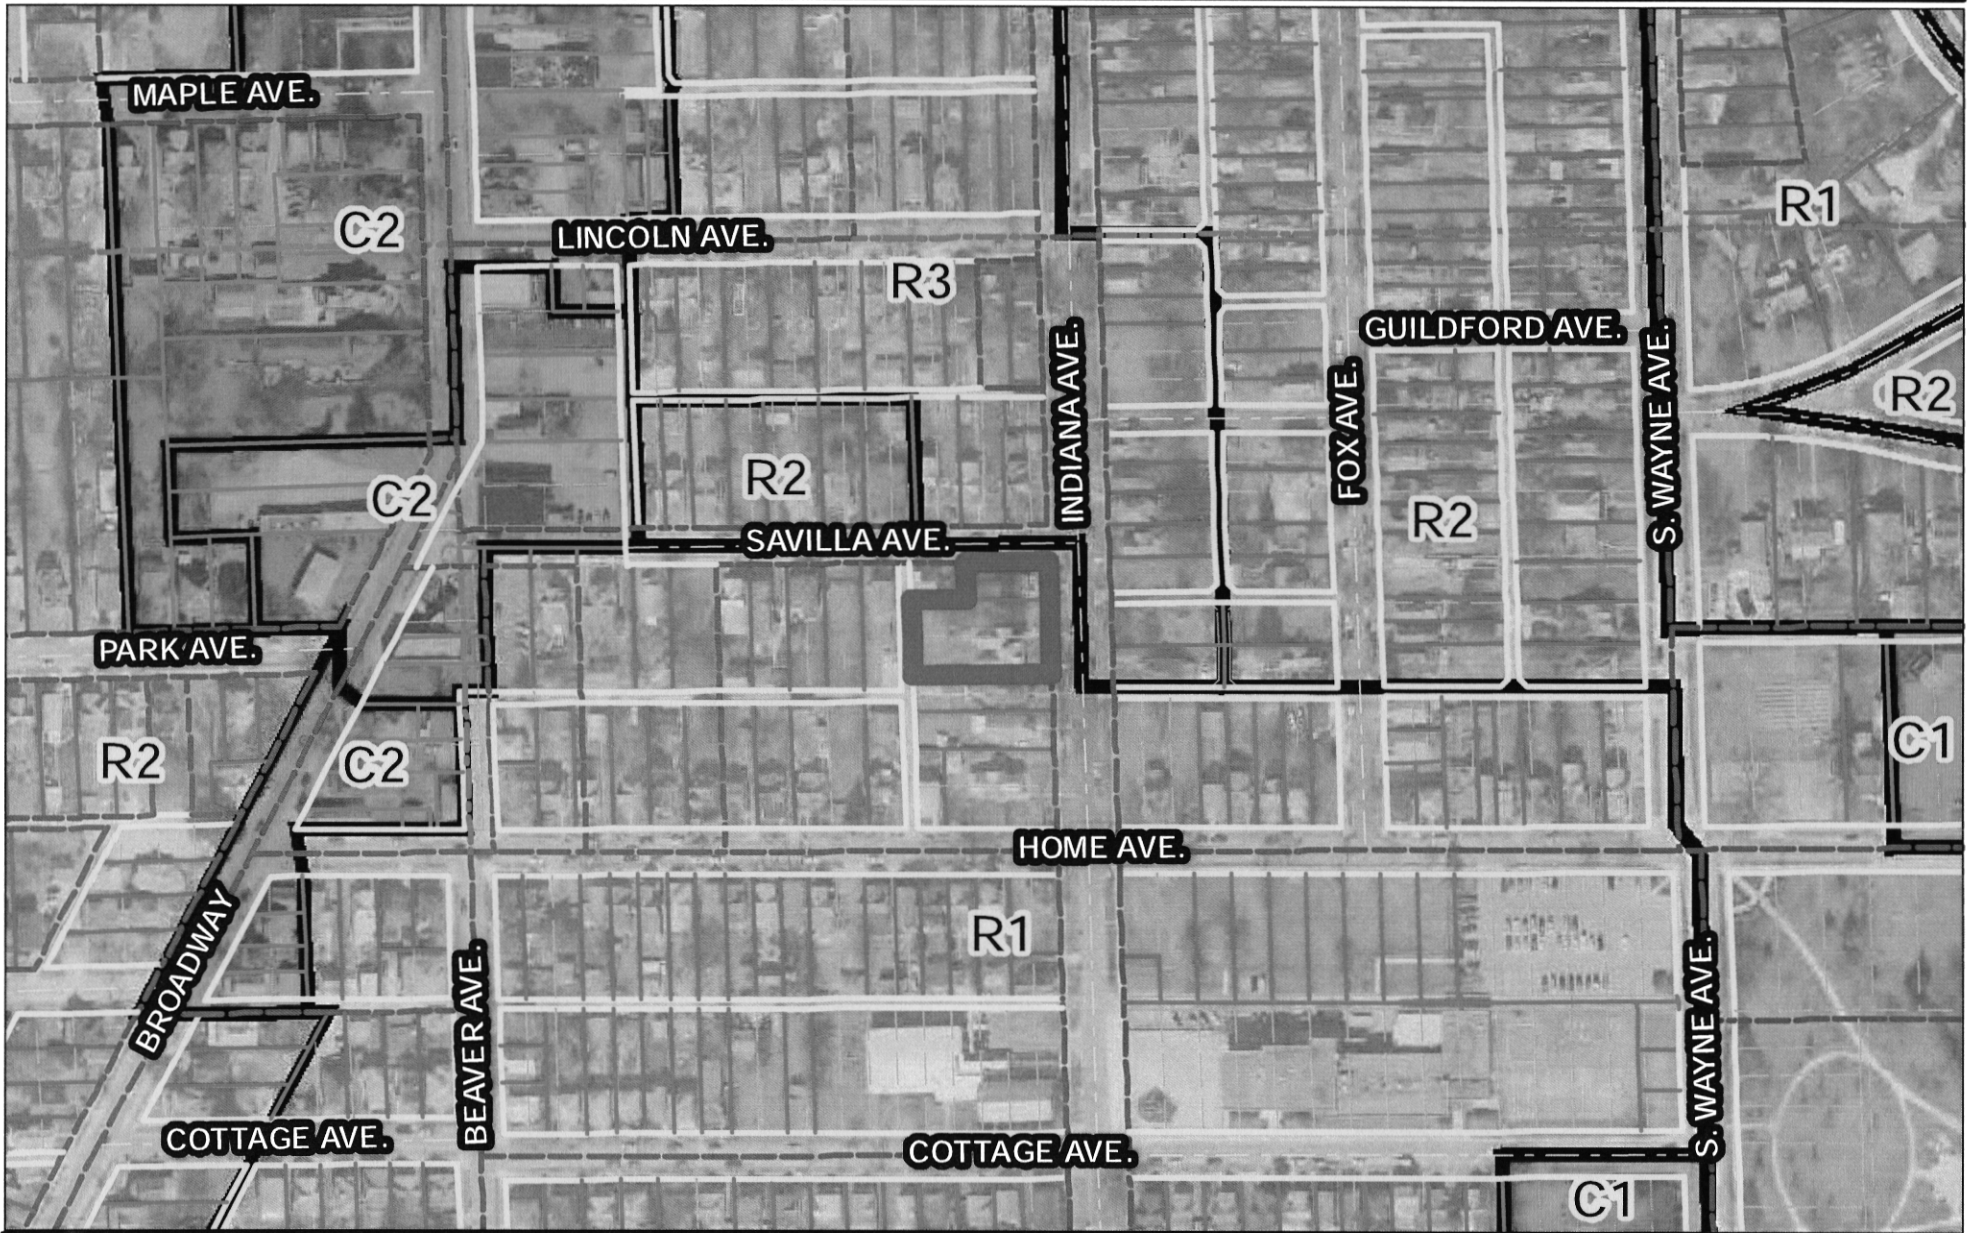 MAPLE AVE.
R1
C2
LINCOLN AVE.
R3
GUILDFORD AVE.
INDIANA AVE.
FOX AVE.
S. WAYNE AVE.
R2
C2
R2
R2
SAVILLA AVE.
PARK AVE.
R2
C2
C1
HOME AVE.
BROADWAY
R1
BEAVER AVE.
S. WAYNE AVE.
COTTAGE AVE.
COTTAGE AVE.
C1